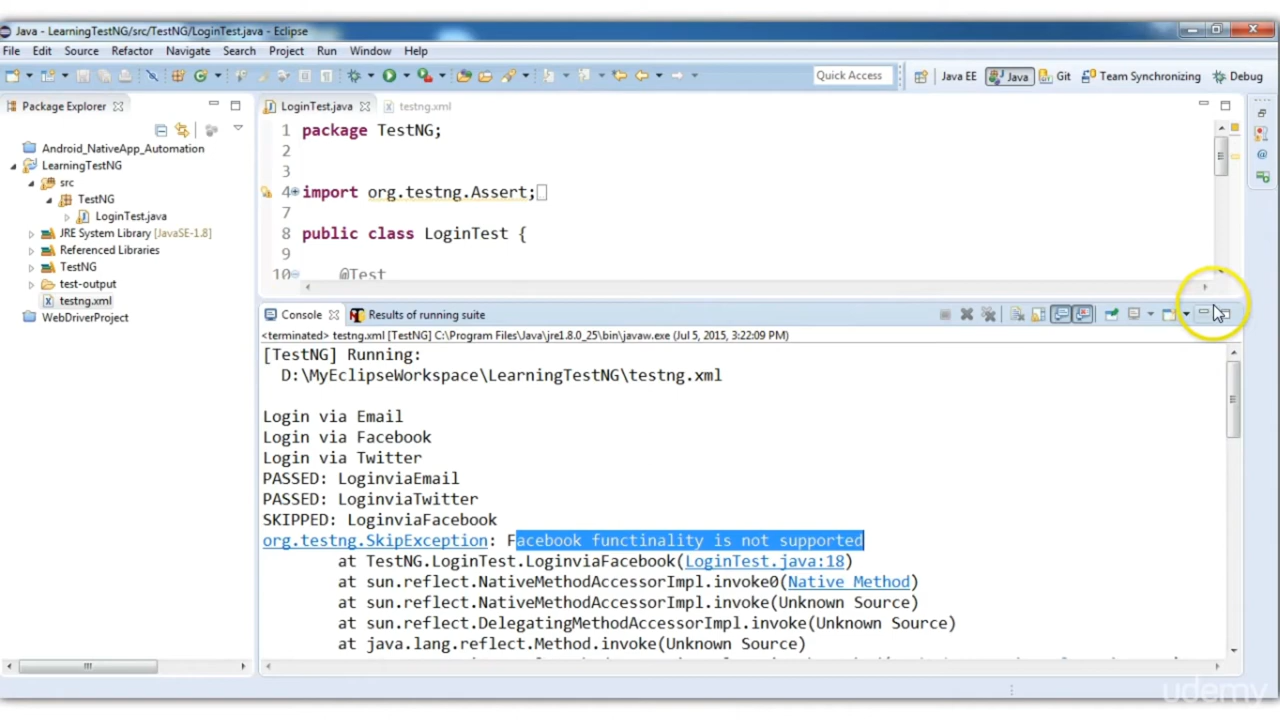 Java - LearningTestNG/src/TestNG/LoginTest.java - Eclipse
File Edit Source Refactor Navigate Search Project Run Window Help
Quick Access Java EE Java Git Team Synchronizing Debug
Package Explorer
Android_NativeApp_Automation
LearningTestNG
src
TestNG
LoginTest.java
JRE System Library [JavaSE-1.8]
Referenced Libraries
TestNG
test-output
testng.xml
WebDriverProject
LoginTest.java testng.xml
1 package TestNG;
2
3
4 import org.testng.Assert;
7
8 public class LoginTest {
9
10 @Test
Console Results of running suite
<terminated> testng.xml [TestNG] C:\Program Files\Java\jre1.8.0_25\bin\javaw.exe (Jul 5, 2015, 3:22:09 PM)
[TestNG] Running:
D:\MyEclipseWorkspace\LearningTestNG\testng.xml
Login via Email
Login via Facebook
Login via Twitter
PASSED: LoginviaEmail
PASSED: LoginviaTwitter
SKIPPED: LoginviaFacebook
org.testng.SkipException: Facebook functinality is not supported
at TestNG.LoginTest.LoginviaFacebook(LoginTest.java:18)
at sun.reflect.NativeMethodAccessorImpl.invoke0(Native Method)
at sun.reflect.NativeMethodAccessorImpl.invoke(Unknown Source)
at sun.reflect.DelegatingMethodAccessorImpl.invoke(Unknown Source)
at java.lang.reflect.Method.invoke(Unknown Source)
udemy